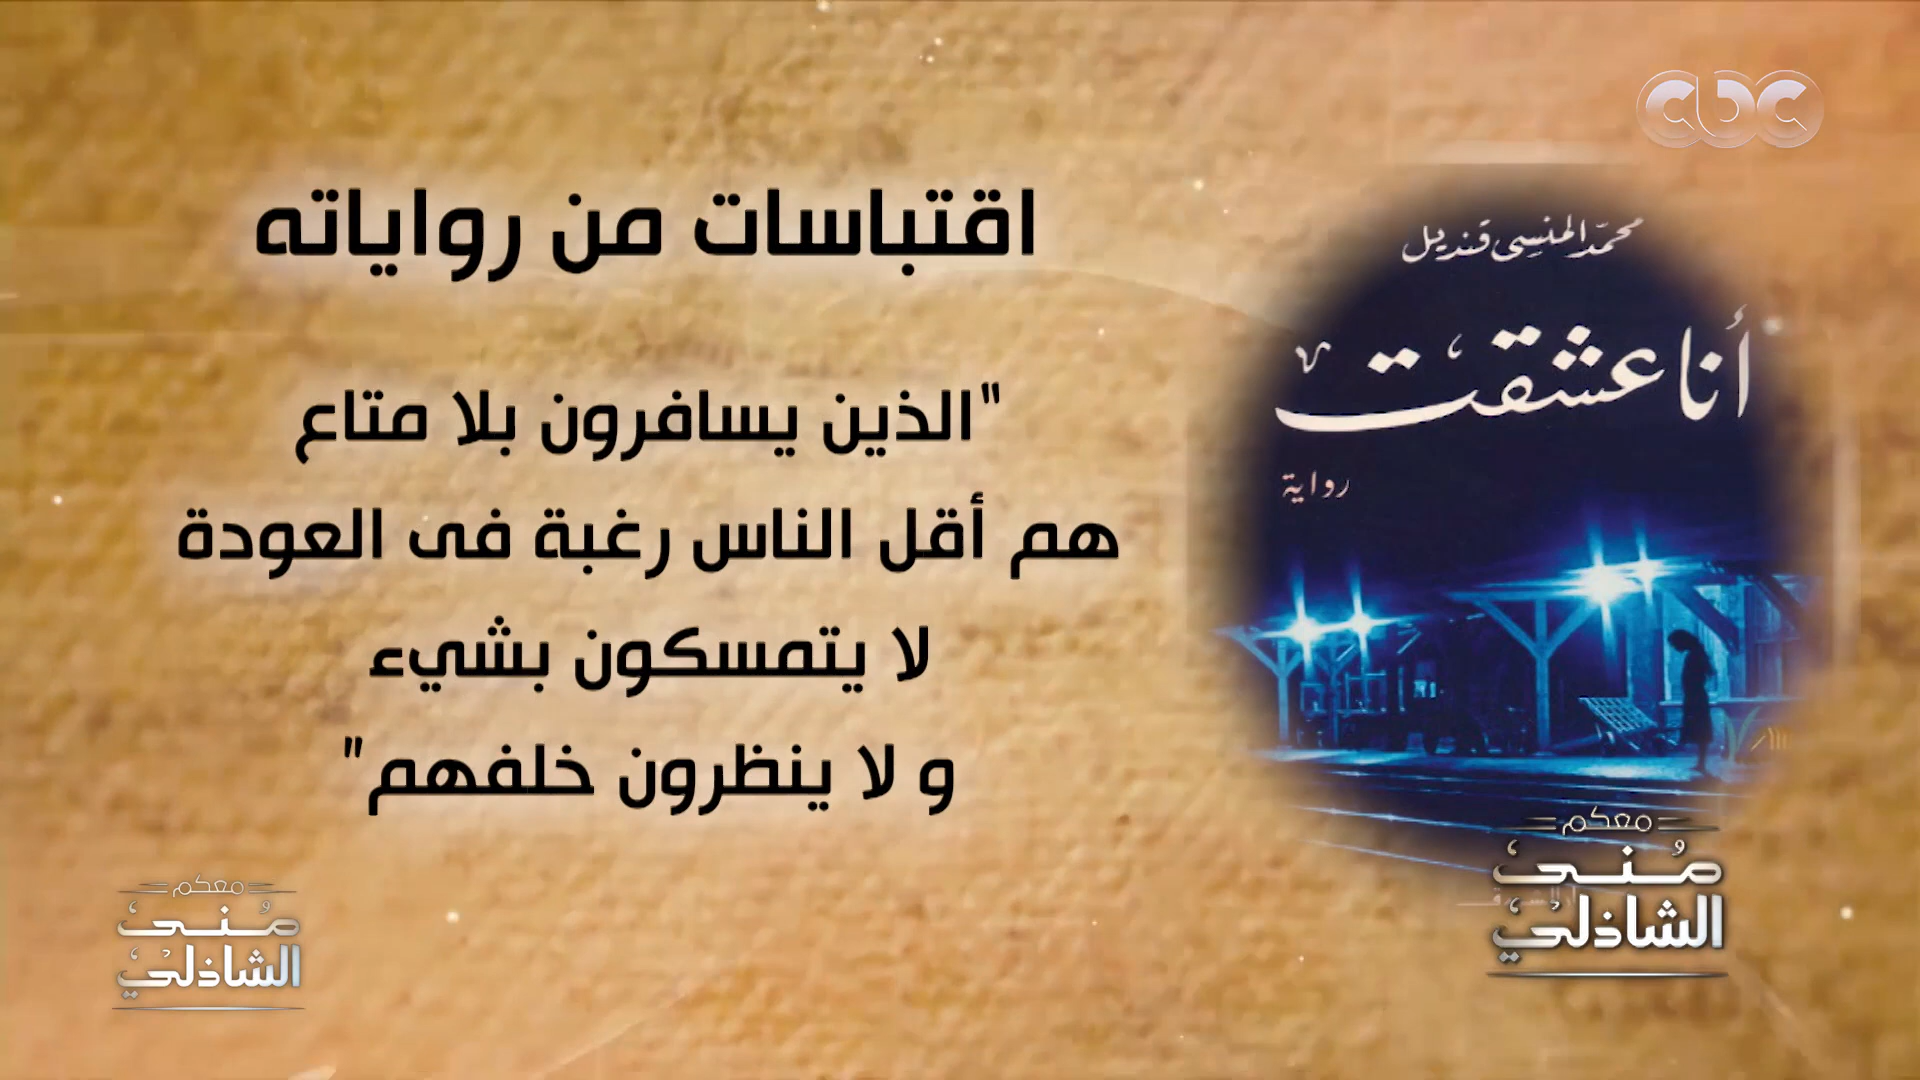 cbc
اقتباسات من رواياته
"الذين يسافرون بلا متاع
هم أقل الناس رغبة فى العودة
لا يتمسكون بشيء
و لا ينظرون خلفهم"
محمد المنسي قنديل
أنا عشقت
رواية
معكم
منى
الشاذلي
معكم
منى
الشاذلي